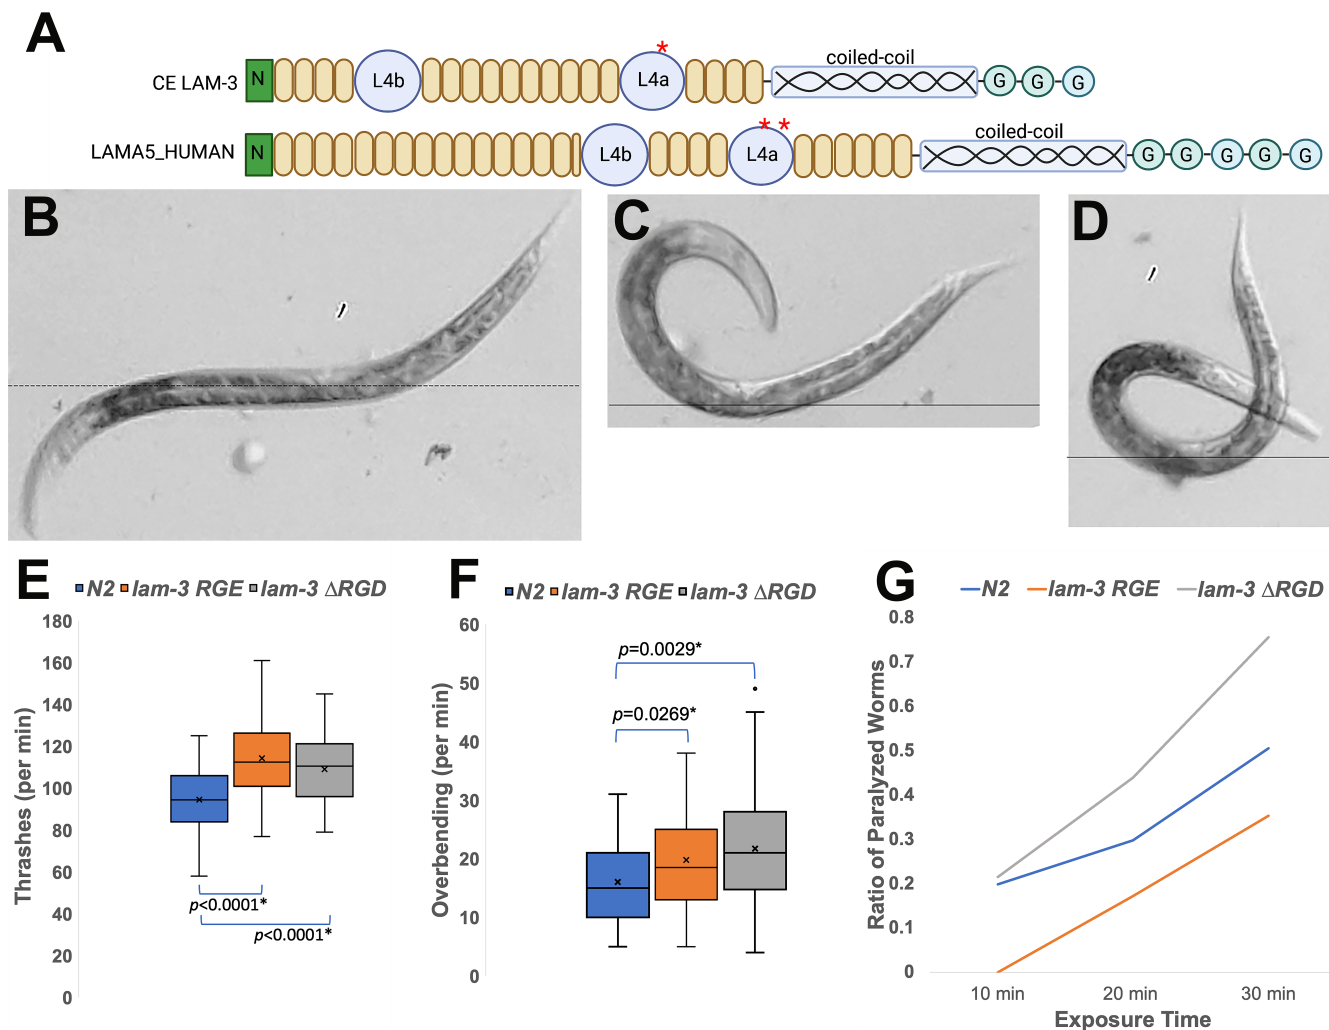 A
CE LAM-3
N
L4b
L4a
*
coiled-coil
G
G
G
LAMA5_HUMAN
N
L4b
L4a
* *
coiled-coil
G
G
G
G
G
B
C
D
E
N2 lam-3 RGE lam-3 ΔRGD
Thrashes (per min)
180
160
140
120
100
80
60
40
20
0
p<0.0001*
p<0.0001*
F
N2 lam-3 RGE lam-3 ΔRGD
Overbending (per min)
60
50
40
30
20
10
0
p=0.0029*
p=0.0269*
G
N2 lam-3 RGE lam-3 ΔRGD
Ratio of Paralyzed Worms
0.8
0.7
0.6
0.5
0.4
0.3
0.2
0.1
0
10 min 20 min 30 min
Exposure Time